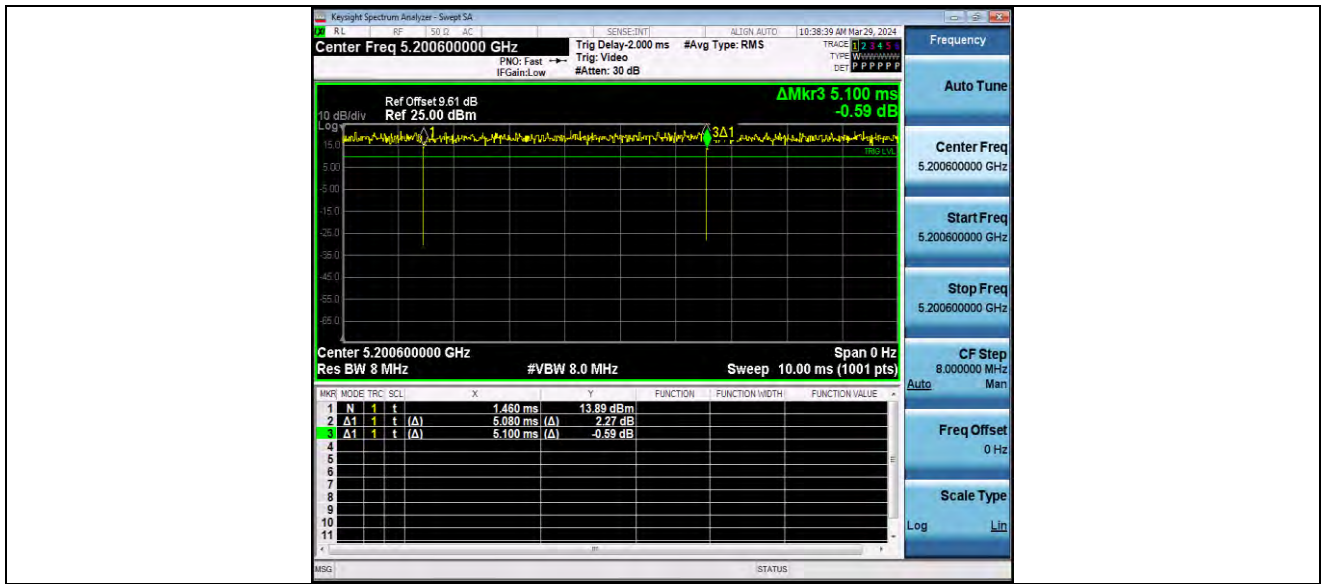 Keysight Spectrum Analyzer - Swept SA
RL RF 50 Ω AC SENSE:INT ALIGN AUTO 10:38:39 AM Mar 29, 2024
Center Freq 5.200600000 GHz
PNO: Fast
IFGain:Low
Trig Delay-2.000 ms
Trig: Video
#Atten: 30 dB
#Avg Type: RMS
TRACE 1 2 3 4 5 6
TYPE W
DET P P P P P P
Frequency
ΔMkr3 5.100 ms
-0.59 dB
Ref Offset 9.61 dB
10 dB/div Ref 25.00 dBm
Log
1
3Δ1
TRIG LVL
15.0
5.00
-5.00
-15.0
-25.0
-35.0
-45.0
-55.0
-65.0
Center 5.200600000 GHz Span 0 Hz
Res BW 8 MHz #VBW 8.0 MHz Sweep 10.00 ms (1001 pts)
MKR MODE TRC SCL X Y FUNCTION FUNCTION WIDTH FUNCTION VALUE
1 N 1 t 1.460 ms 13.89 dBm
2 Δ1 1 t (Δ) 5.080 ms (Δ) 2.27 dB
3 Δ1 1 t (Δ) 5.100 ms (Δ) -0.59 dB
4
5
6
7
8
9
10
11
MSG STATUS
Auto Tune
Center Freq
5.200600000 GHz
Start Freq
5.200600000 GHz
Stop Freq
5.200600000 GHz
CF Step
8.000000 MHz
Auto Man
Freq Offset
0 Hz
Scale Type
Log Lin